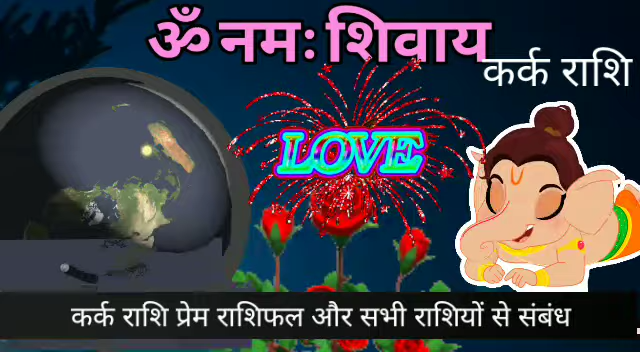 ॐ नमः शिवाय
कर्क राशि
LOVE
कर्क राशि प्रेम राशिफल और सभी राशियों से संबंध